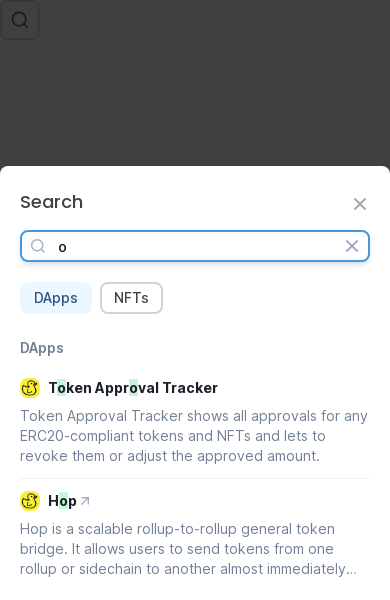 Search
o
DApps
NFTs
DApps
Token Approval Tracker
Token Approval Tracker shows all approvals for any
ERC20-compliant tokens and NFTs and lets to
revoke them or adjust the approved amount.
Hop
Hop is a scalable rollup-to-rollup general token
bridge. It allows users to send tokens from one
rollup or sidechain to another almost immediately…